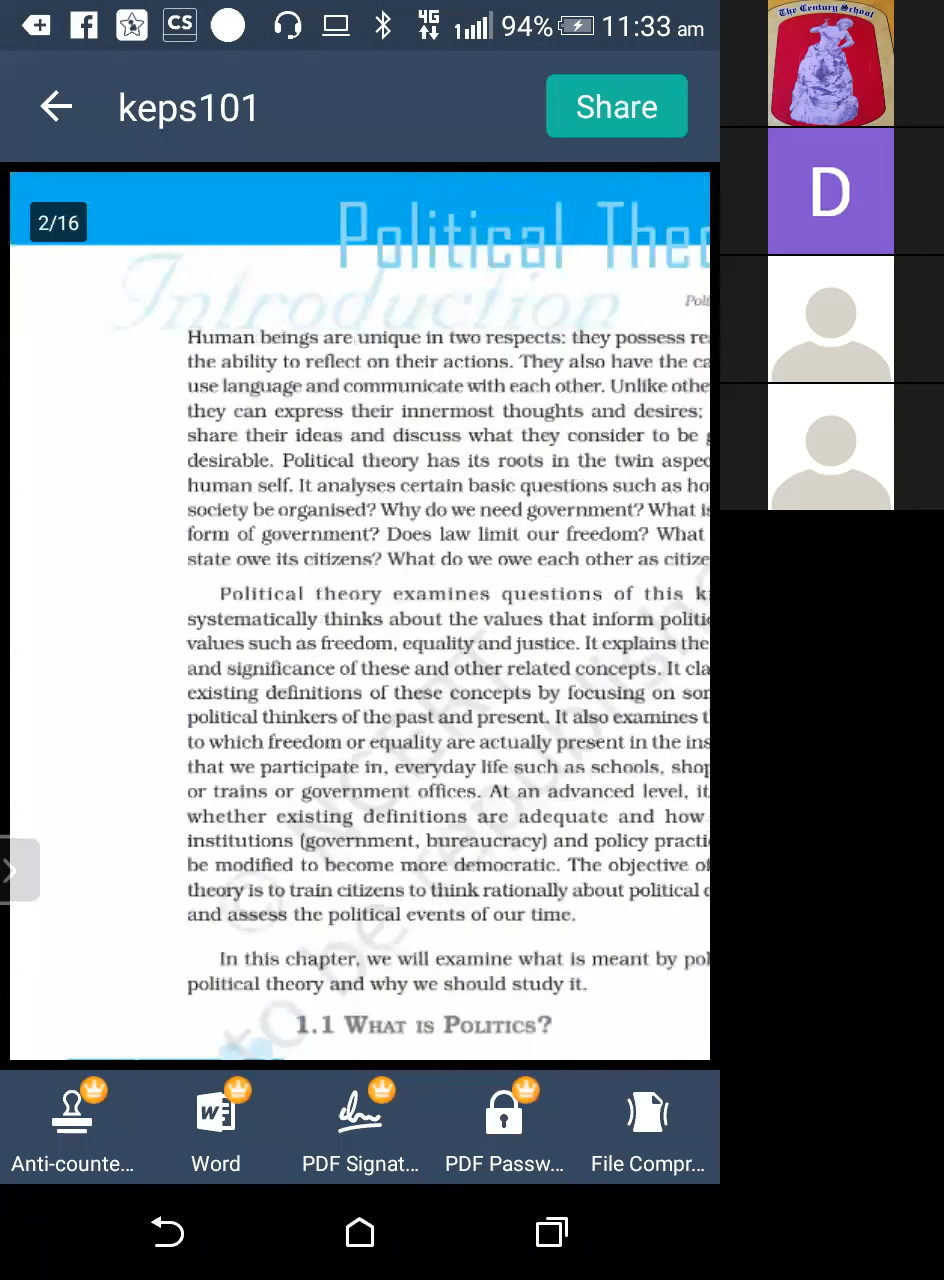 CS
4G
94%
11:33 am
The Century School
keps101
Share
D
2/16
Political Theo
Introduction
Poli
Human beings are unique in two respects: they possess re
the ability to reflect on their actions. They also have the ca
use language and communicate with each other. Unlike othe
they can express their innermost thoughts and desires;
share their ideas and discuss what they consider to be g
desirable. Political theory has its roots in the twin aspec
human self. It analyses certain basic questions such as ho
society be organised? Why do we need government? What is
form of government? Does law limit our freedom? What
state owe its citizens? What do we owe each other as citize
Political theory examines questions of this k
systematically thinks about the values that inform politic
values such as freedom, equality and justice. It explains the
and significance of these and other related concepts. It cla
existing definitions of these concepts by focusing on som
political thinkers of the past and present. It also examines t
to which freedom or equality are actually present in the ins
that we participate in, everyday life such as schools, shop
or trains or government offices. At an advanced level, it
whether existing definitions are adequate and how
institutions (government, bureaucracy) and policy practic
be modified to become more democratic. The objective of
theory is to train citizens to think rationally about political q
and assess the political events of our time.
In this chapter, we will examine what is meant by pol
political theory and why we should study it.
1.1 WHAT IS POLITICS?
© NCERT
to be republished
Anti-counte...
Word
PDF Signat...
PDF Passw...
File Compr...